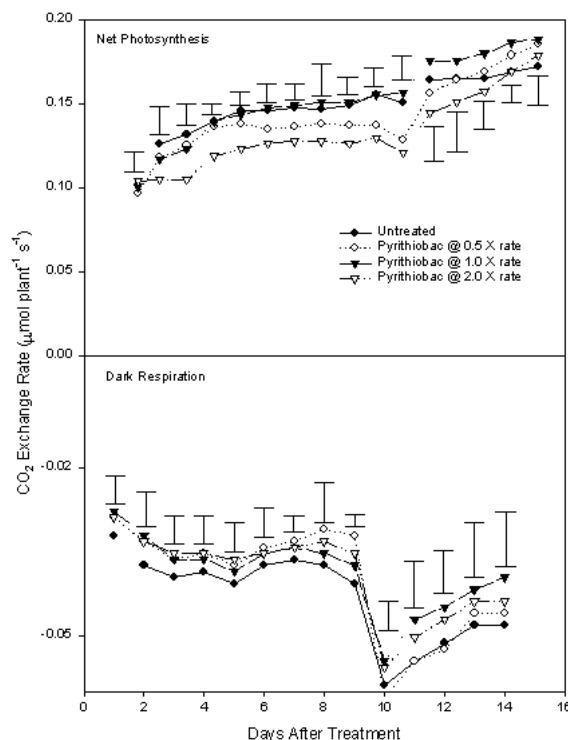 0.20
Net Photosynthesis
0.15
0.10
Untreated
Pyrithiobac @ 0.5 X rate
Pyrithiobac @ 1.0 X rate
Pyrithiobac @ 2.0 X rate
0.05
0.00
Dark Respiration
CO₂ Exchange Rate (μmol plant⁻¹ s⁻¹)
-0.02
-0.05
0 2 4 6 8 10 12 14 16
Days After Treatment